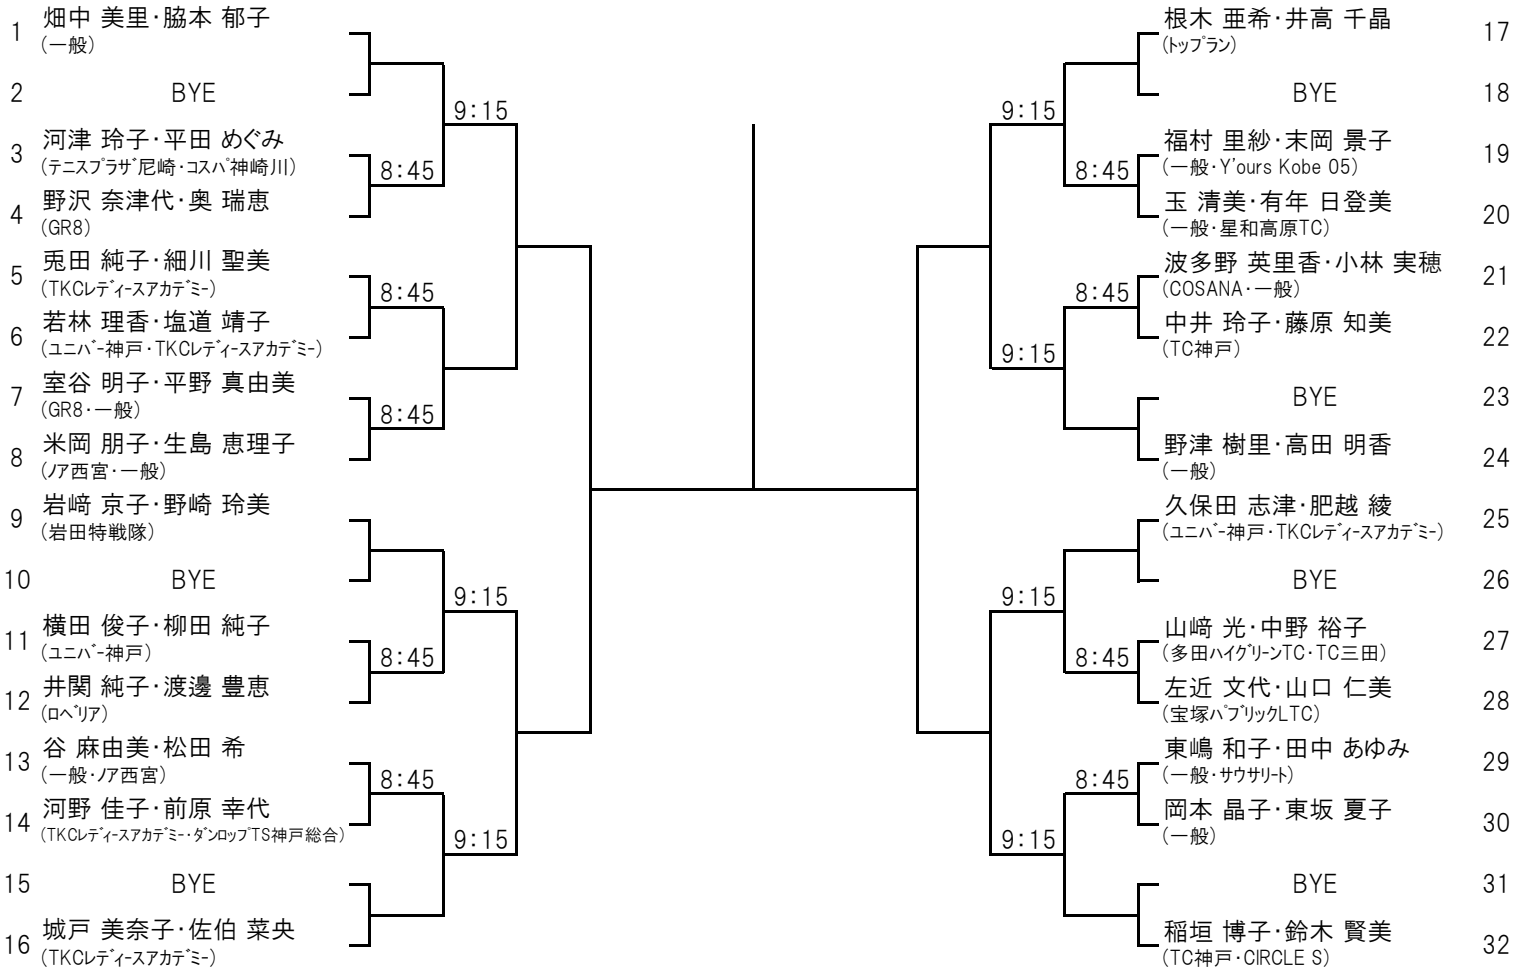 1 畑中 美里・脇本 郁子
(一般)
2 BYE
9:15
3 河津 玲子・平田 めぐみ
(テニスプラザ尼崎・コスパ神崎川)
8:45
4 野沢 奈津代・奥 瑞恵
(GR8)
5 兎田 純子・細川 聖美
(TKCレディースアカデミー)
8:45
6 若林 理香・塩道 靖子
(ユニバー神戸・TKCレディースアカデミー)
7 室谷 明子・平野 真由美
(GR8・一般)
8:45
8 米岡 朋子・生島 恵理子
(ノア西宮・一般)
9 岩﨑 京子・野崎 玲美
(岩田特戦隊)
10 BYE
9:15
11 横田 俊子・柳田 純子
(ユニバー神戸)
8:45
12 井関 純子・渡邊 豊恵
(ロペリア)
13 谷 麻由美・松田 希
(一般・ノア西宮)
8:45
14 河野 佳子・前原 幸代
(TKCレディースアカデミー・ダンロップTS神戸総合)
9:15
15 BYE
16 城戸 美奈子・佐伯 菜央
(TKCレディースアカデミー)
根木 亜希・井高 千晶 17
(トップラン)
BYE 18
9:15
福村 里紗・末岡 景子 19
(一般・Y'ours Kobe 05)
8:45
玉 清美・有年 日登美 20
(一般・星和高原TC)
波多野 英里香・小林 実穂 21
(COSANA・一般)
8:45
中井 玲子・藤原 知美 22
(TC神戸)
9:15
BYE 23
野津 樹里・高田 明香 24
(一般)
久保田 志津・肥越 綾 25
(ユニバー神戸・TKCレディースアカデミー)
BYE 26
9:15
山﨑 光・中野 裕子 27
(多田ハイグリーンTC・TC三田)
8:45
左近 文代・山口 仁美 28
(宝塚パブリックLTC)
東嶋 和子・田中 あゆみ 29
(一般・サウサリート)
8:45
岡本 晶子・東坂 夏子 30
(一般)
9:15
BYE 31
稲垣 博子・鈴木 賢美 32
(TC神戸・CIRCLE S)